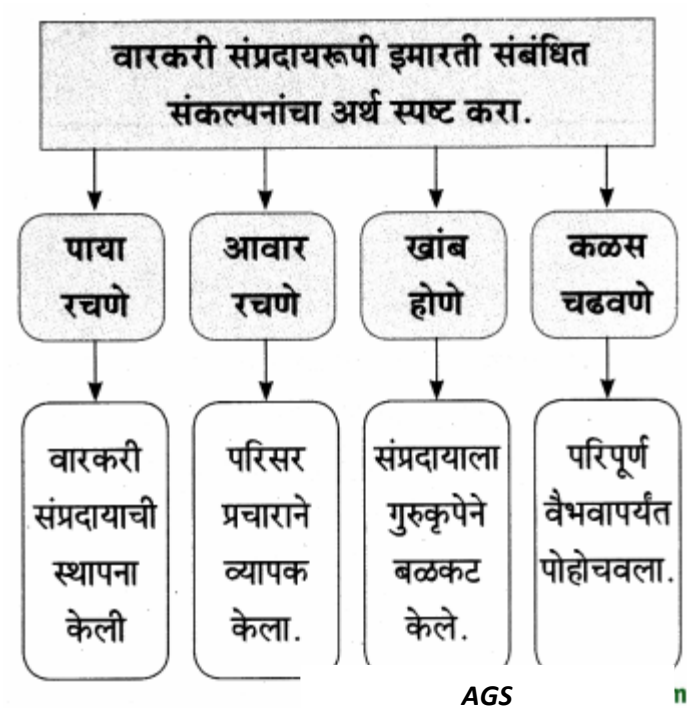 वारकरी संप्रदायरूपी इमारती संबंधित
संकल्पनांचा अर्थ स्पष्ट करा.
पाया
रचणे
आवार
रचणे
खांब
होणे
कळस
चढवणे
वारकरी
संप्रदायाची
स्थापना
केली
परिसर
प्रचाराने
व्यापक
केला.
संप्रदायाला
गुरुकृपेने
बळकट
केले.
परिपूर्ण
वैभवापर्यंत
पोहोचवला.
AGS
n